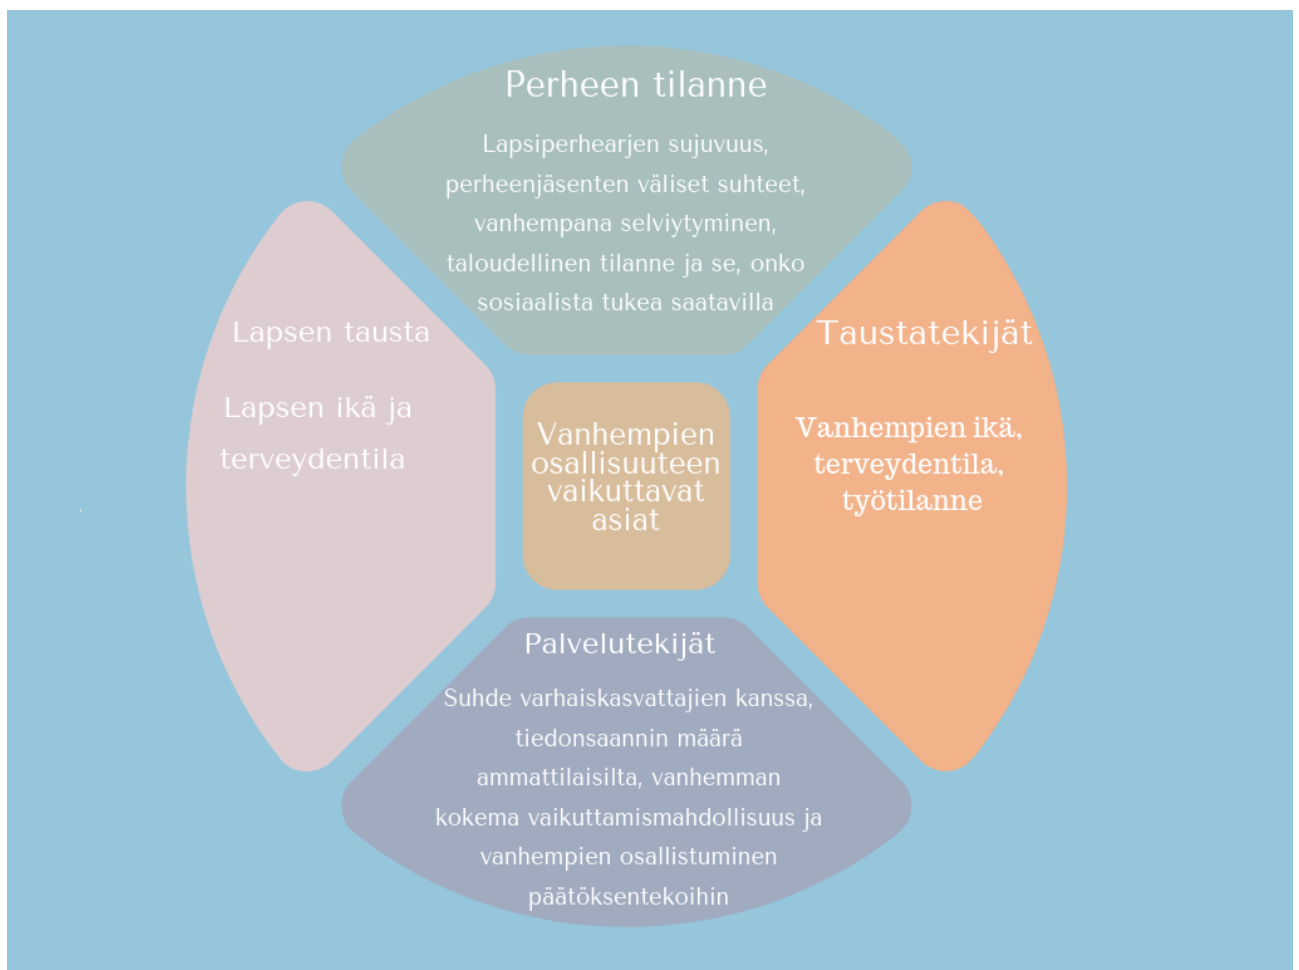 Perheen tilanne
Lapsiperhearjen sujuvuus,
perheenjäsenten väliset suhteet,
vanhempana selviytyminen,
taloudellinen tilanne ja se, onko
sosiaalista tukea saatavilla
Lapsen tausta
Lapsen ikä ja
terveydentila
Vanhempien
osallisuuteen
vaikuttavat
asiat
Taustatekijät
Vanhempien ikä,
terveydentila,
työtilanne
Palvelutekijät
Suhde varhaiskasvattajien kanssa,
tiedonsaannin määrä
ammattilaisilta, vanhemman
kokema vaikuttamismahdollisuus ja
vanhempien osallistuminen
päätöksentekoihin